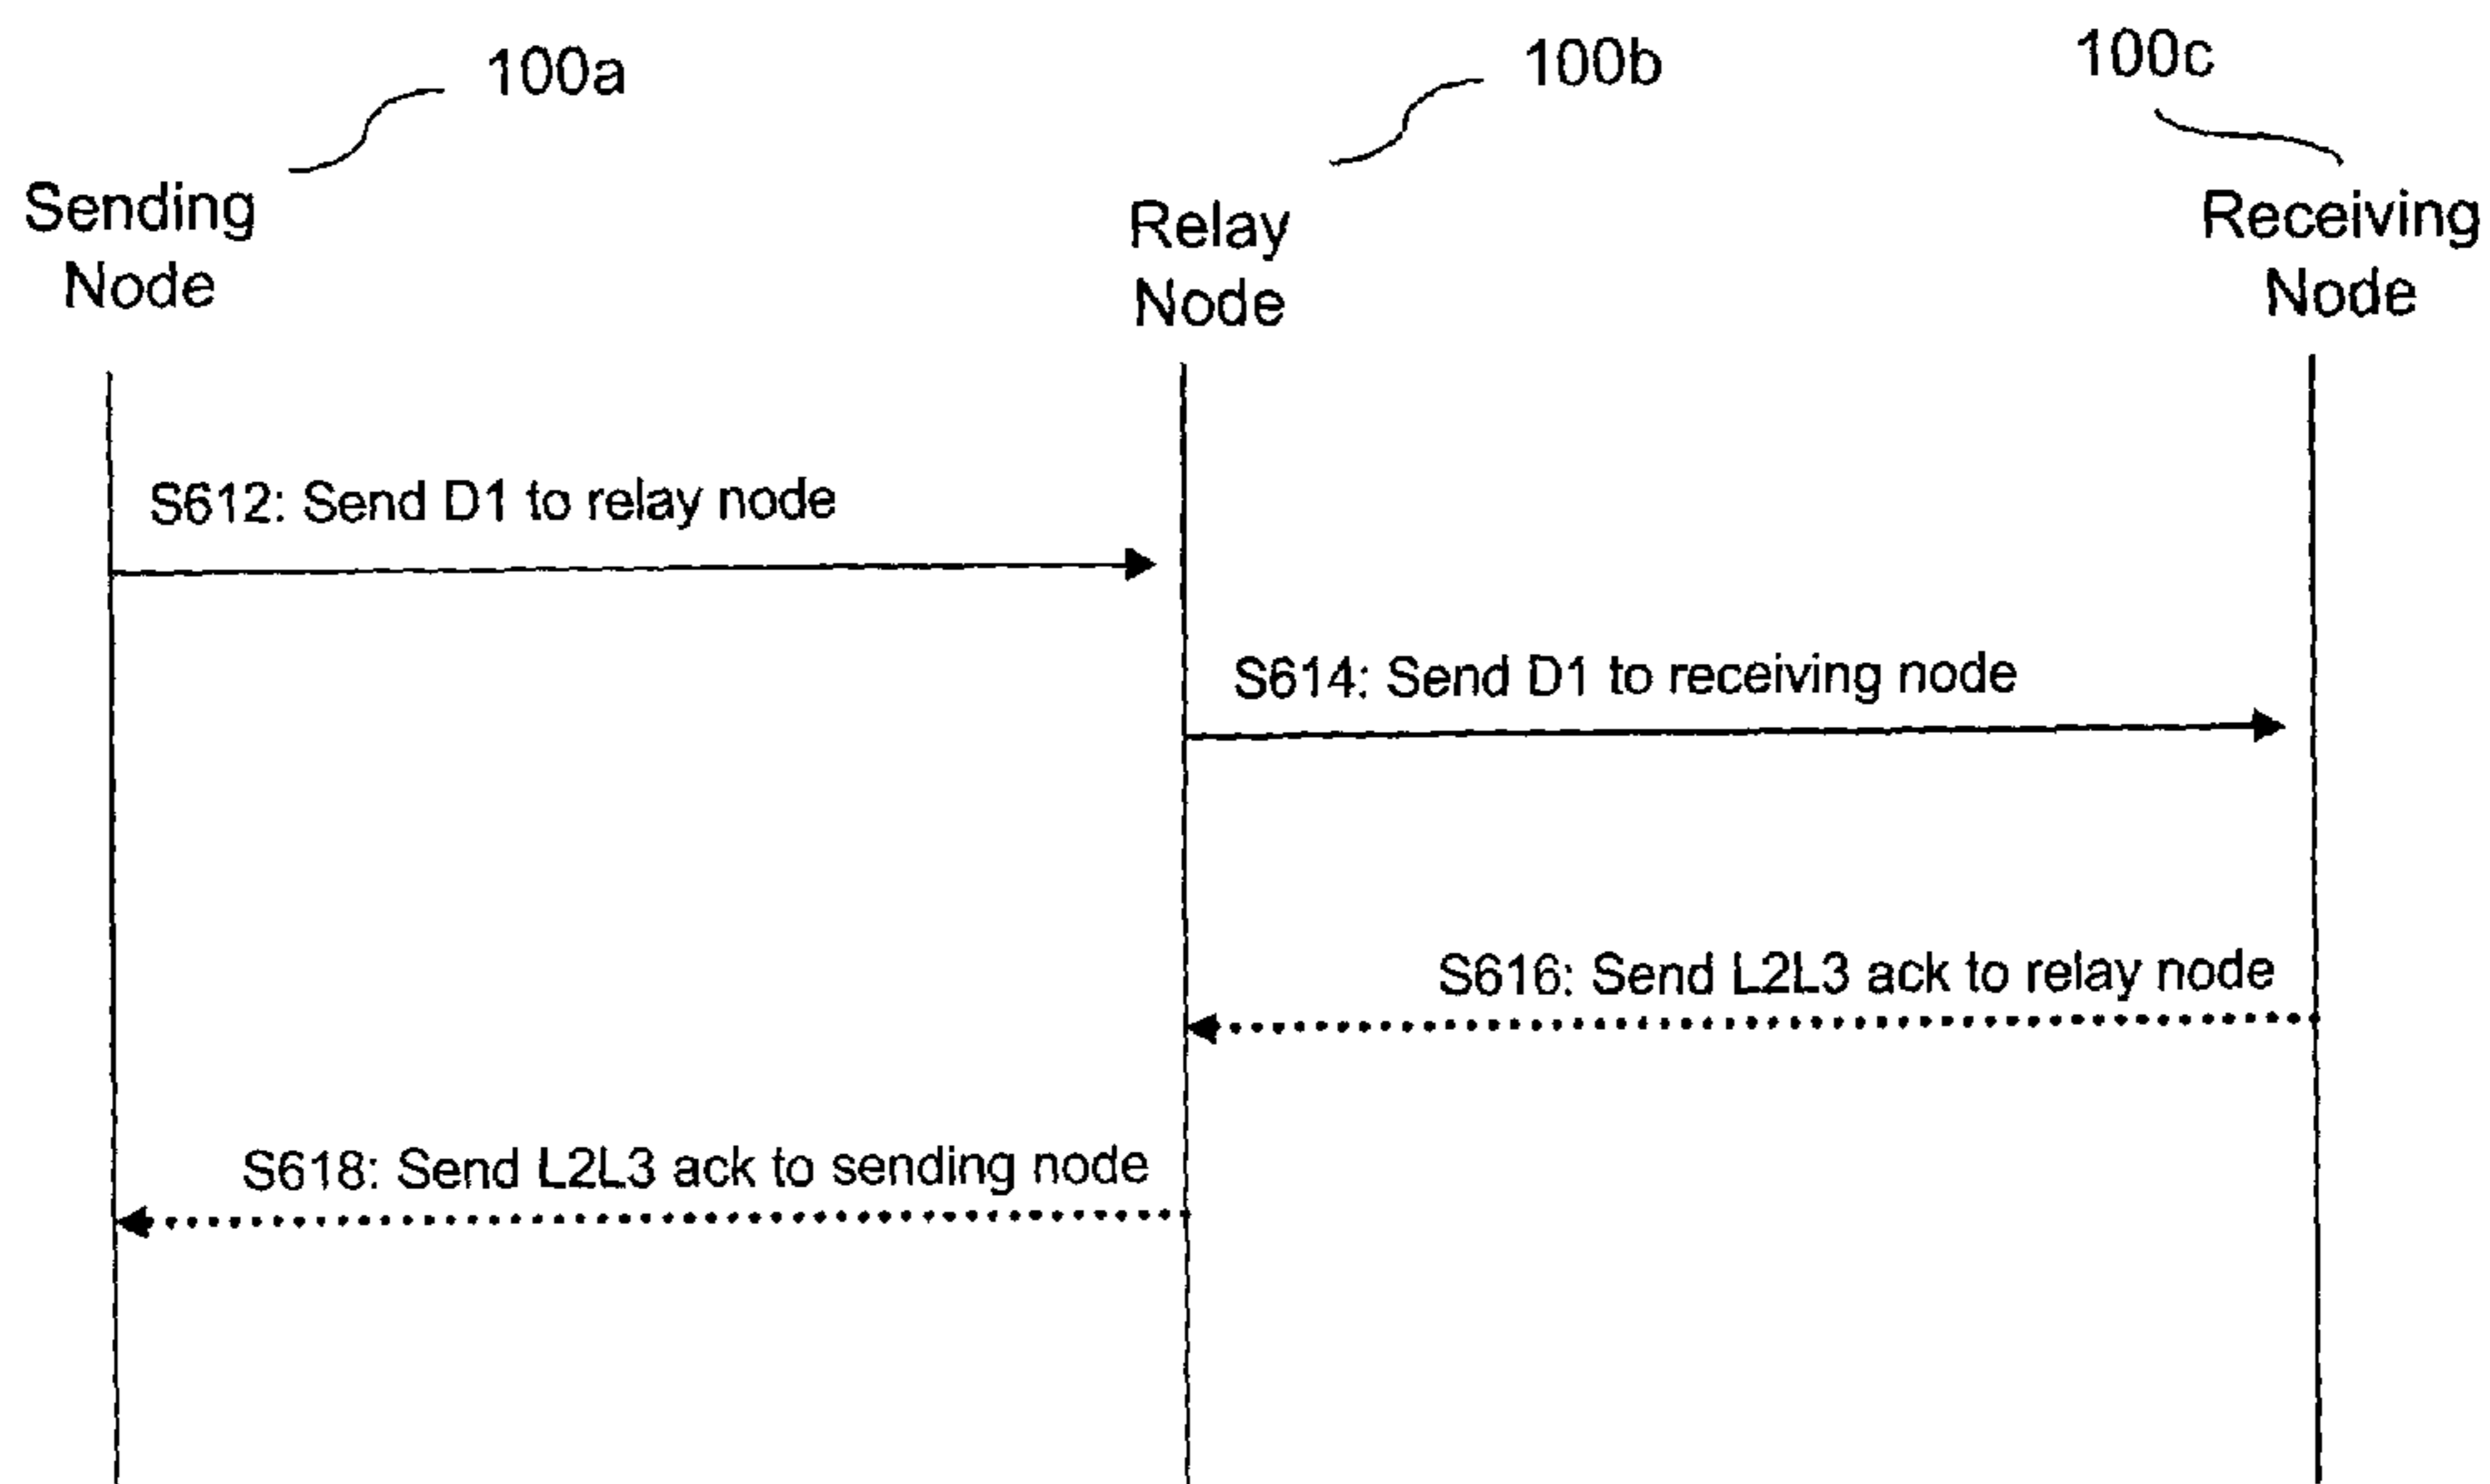 100a
100b
100c
Sending
Node
Relay
Node
Receiving
Node
S612: Send D1 to relay node
S614: Send D1 to receiving node
S616: Send L2L3 ack to relay node
S618: Send L2L3 ack to sending node